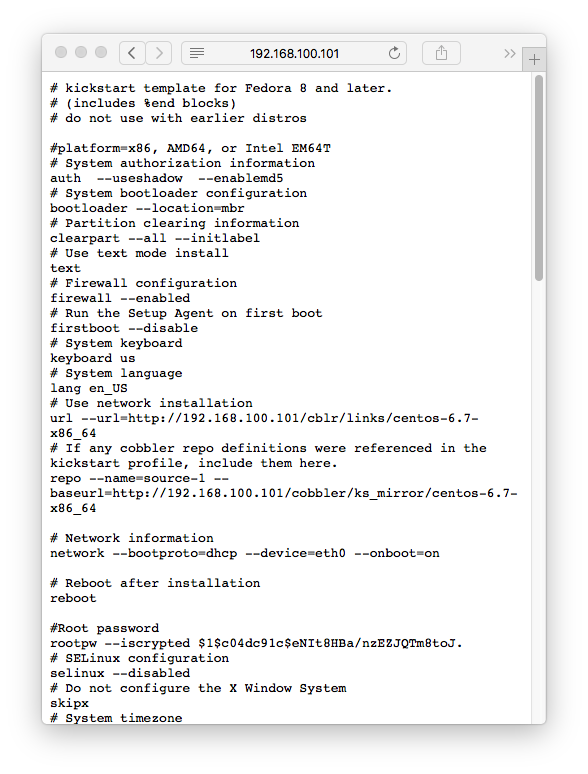 192.168.100.101
# kickstart template for Fedora 8 and later.
# (includes %end blocks)
# do not use with earlier distros
#platform=x86, AMD64, or Intel EM64T
# System authorization information
auth  --useshadow  --enablemd5
# System bootloader configuration
bootloader --location=mbr
# Partition clearing information
clearpart --all --initlabel
# Use text mode install
text
# Firewall configuration
firewall --enabled
# Run the Setup Agent on first boot
firstboot --disable
# System keyboard
keyboard us
# System language
lang en_US
# Use network installation
url --url=http://192.168.100.101/cblr/links/centos-6.7-
x86_64
# If any cobbler repo definitions were referenced in the
kickstart profile, include them here.
repo --name=source-1 --
baseurl=http://192.168.100.101/cobbler/ks_mirror/centos-6.7-
x86_64
# Network information
network --bootproto=dhcp --device=eth0 --onboot=on
# Reboot after installation
reboot
#Root password
rootpw --iscrypted $1$c04dc91c$eNIt8HBa/nzEZJQTm8toJ.
# SELinux configuration
selinux --disabled
# Do not configure the X Window System
skipx
# System timezone